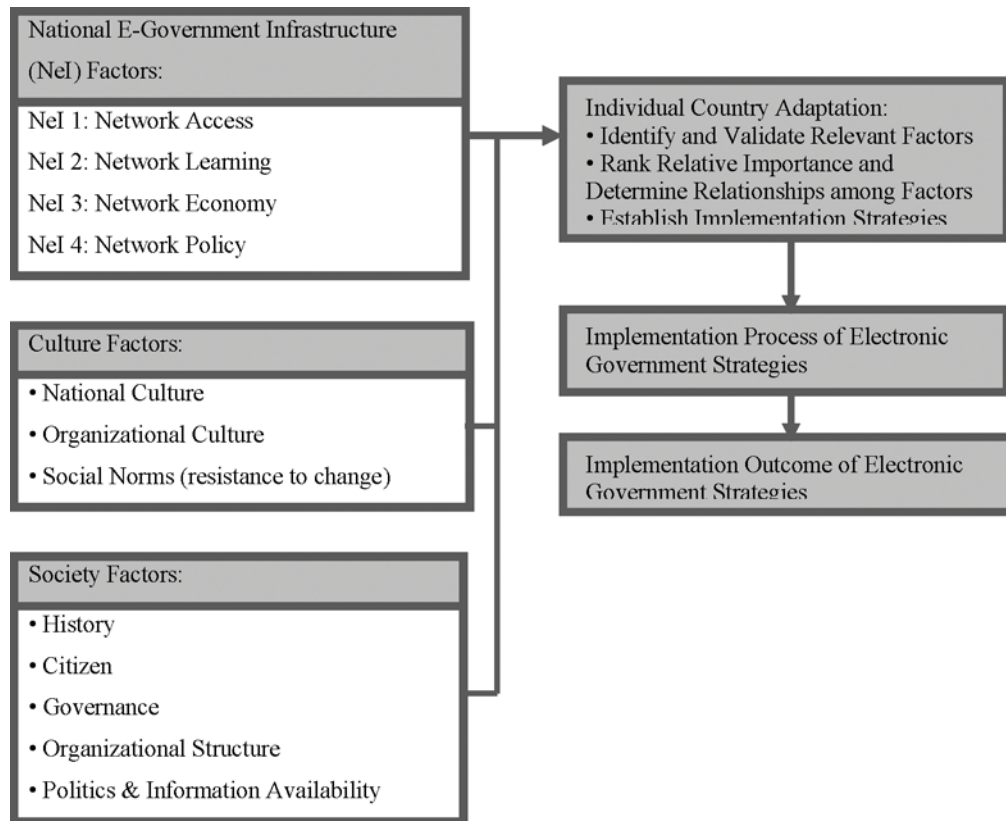 National E-Government Infrastructure
(NeI) Factors:
NeI 1: Network Access
NeI 2: Network Learning
NeI 3: Network Economy
NeI 4: Network Policy
Culture Factors:
• National Culture
• Organizational Culture
• Social Norms (resistance to change)
Society Factors:
• History
• Citizen
• Governance
• Organizational Structure
• Politics & Information Availability
Individual Country Adaptation:
• Identify and Validate Relevant Factors
• Rank Relative Importance and
Determine Relationships among Factors
• Establish Implementation Strategies
Implementation Process of Electronic
Government Strategies
Implementation Outcome of Electronic
Government Strategies